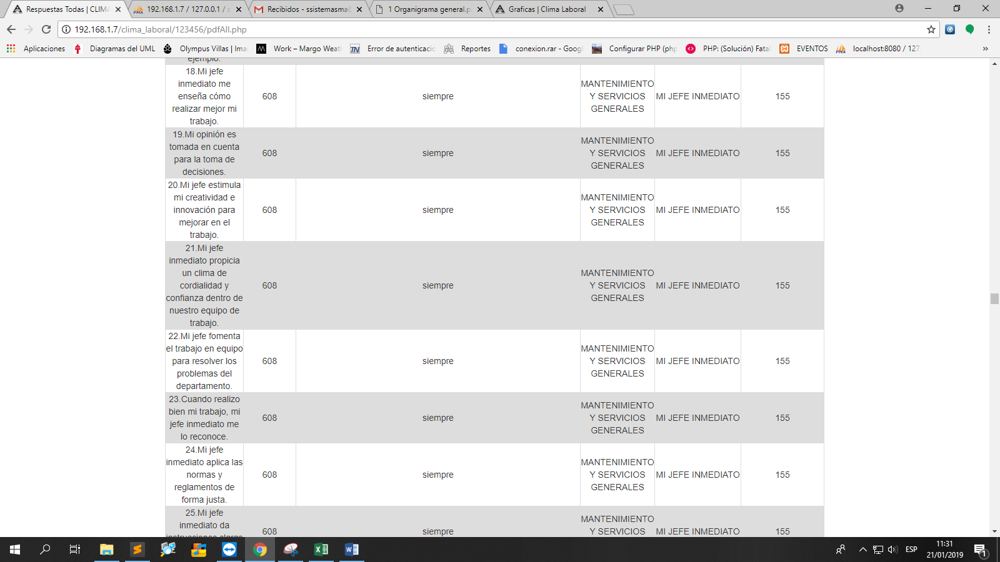 Respuestas Todas | CLIMA
192.168.1.7 / 127.0.0.1 / c
Recibidos - ssistemasma
1 Organigrama general.p
Graficas | Clima Laboral
192.168.1.7/clima_laboral/123456/pdfAll.php
Aplicaciones
Diagramas del UML
Olympus Villas | Ima
Work – Margo Weat
Error de autenticacio
Reportes
conexion.rar - Googl
Configurar PHP (php
PHP: (Solución) Fatal
EVENTOS
localhost:8080 / 127
ejemplo.
18.Mi jefe
inmediato me
enseña cómo
realizar mejor mi
trabajo.
608
siempre
MANTENIMIENTO
Y SERVICIOS
GENERALES
MI JEFE INMEDIATO
155
19.Mi opinión es
tomada en cuenta
para la toma de
decisiones.
608
siempre
MANTENIMIENTO
Y SERVICIOS
GENERALES
MI JEFE INMEDIATO
155
20.Mi jefe estimula
mi creatividad e
innovación para
mejorar en el
trabajo.
608
siempre
MANTENIMIENTO
Y SERVICIOS
GENERALES
MI JEFE INMEDIATO
155
21.Mi jefe
inmediato propicia
un clima de
cordialidad y
confianza dentro de
nuestro equipo de
trabajo.
608
siempre
MANTENIMIENTO
Y SERVICIOS
GENERALES
MI JEFE INMEDIATO
155
22.Mi jefe fomenta
el trabajo en equipo
para resolver los
problemas del
departamento.
608
siempre
MANTENIMIENTO
Y SERVICIOS
GENERALES
MI JEFE INMEDIATO
155
23.Cuando realizo
bien mi trabajo, mi
jefe inmediato me
lo reconoce.
608
siempre
MANTENIMIENTO
Y SERVICIOS
GENERALES
MI JEFE INMEDIATO
155
24.Mi jefe
inmediato aplica las
normas y
reglamentos de
forma justa.
608
siempre
MANTENIMIENTO
Y SERVICIOS
GENERALES
MI JEFE INMEDIATO
155
25.Mi jefe
inmediato da
instrucciones claras
608
siempre
MANTENIMIENTO
Y SERVICIOS
MI JEFE INMEDIATO
155
ESP
11:31
21/01/2019
1